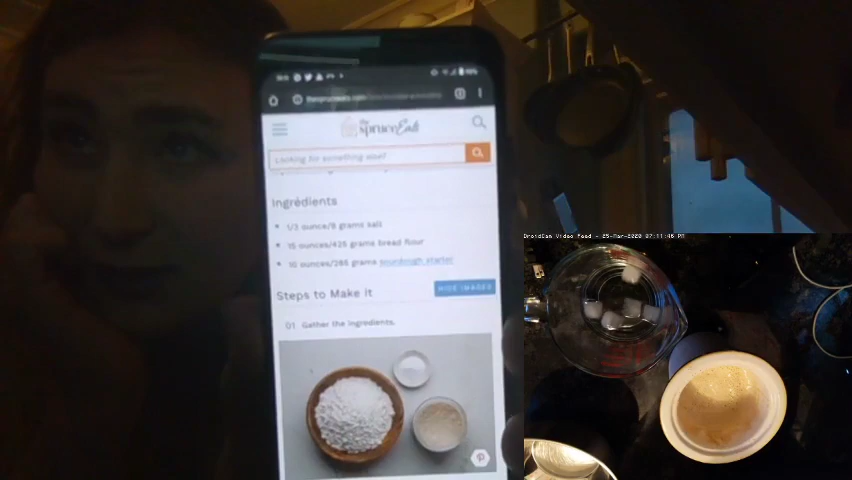 the
spruceEats
Looking for something else?
Ingredients
1/3 ounce/8 grams salt
15 ounces/425 grams bread flour
10 ounces/285 grams sourdough starter
Steps to Make It
HIDE IMAGES
01 Gather the ingredients.
DroidCam Video Feed - 25-Mar-2020 07:11:46 PM